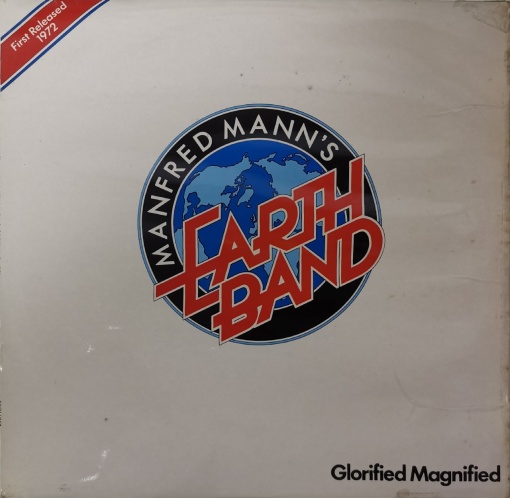 First Released
1972
MANFRED MANN'S
EARTH
BAND
Glorified Magnified